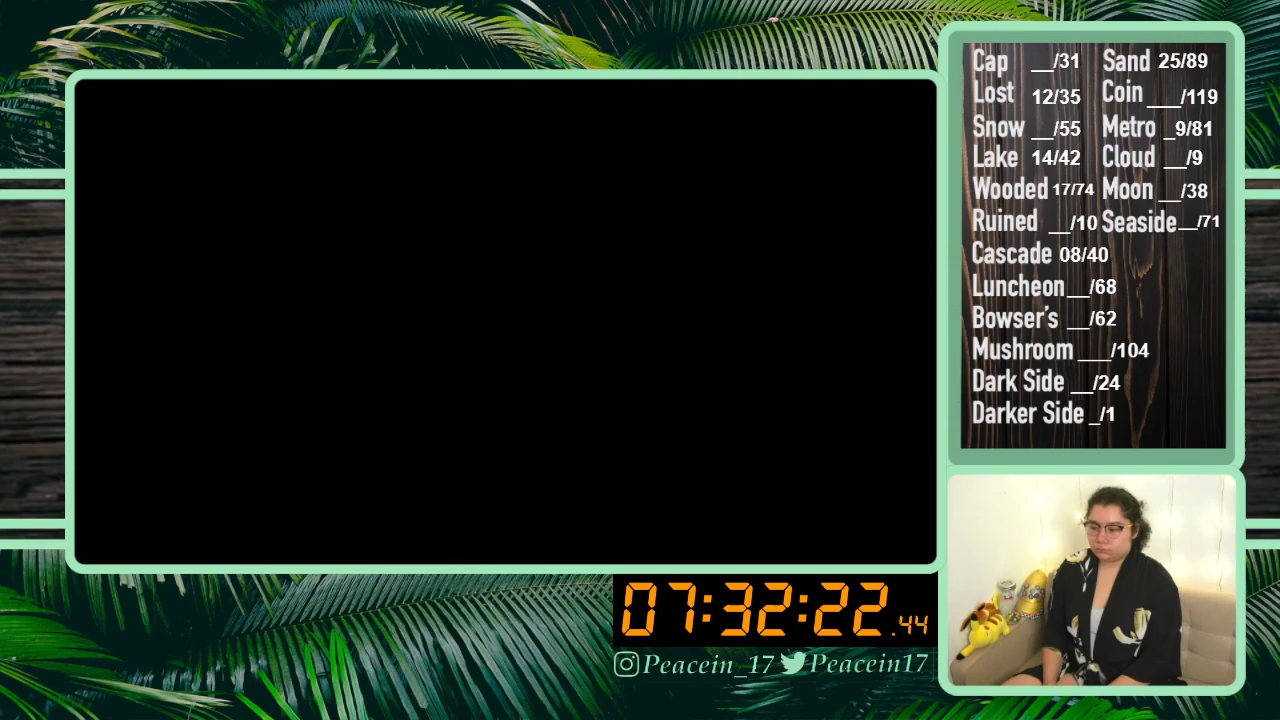 Cap __/31 Sand 25/89
Lost 12/35 Coin ___/119
Snow __/55 Metro _9/81
Lake 14/42 Cloud __/9
Wooded 17/74 Moon __/38
Ruined __/10 Seaside __/71
Cascade 08/40
Luncheon __/68
Bowser's __/62
Mushroom ___/104
Dark Side __/24
Darker Side _/1
07:32:22.44
Peacein_17 Peacein17